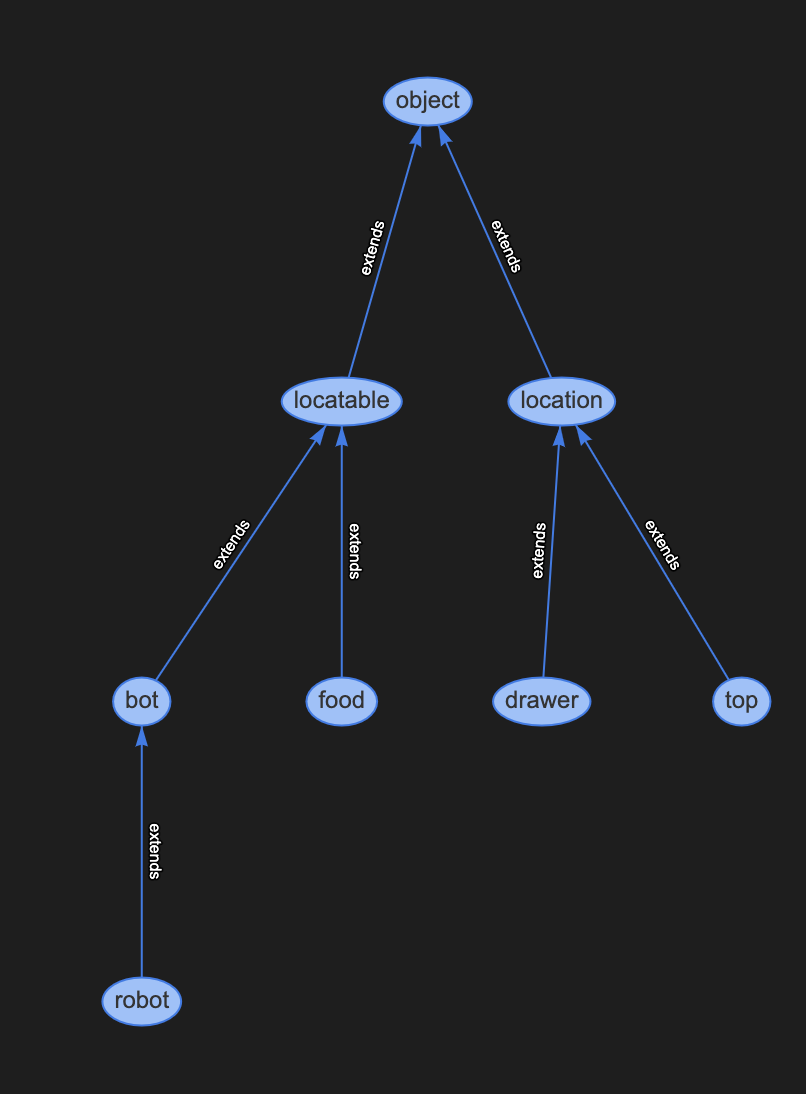 object
extends
extends
locatable
location
extends
extends
extends
extends
bot
food
drawer
top
extends
robot